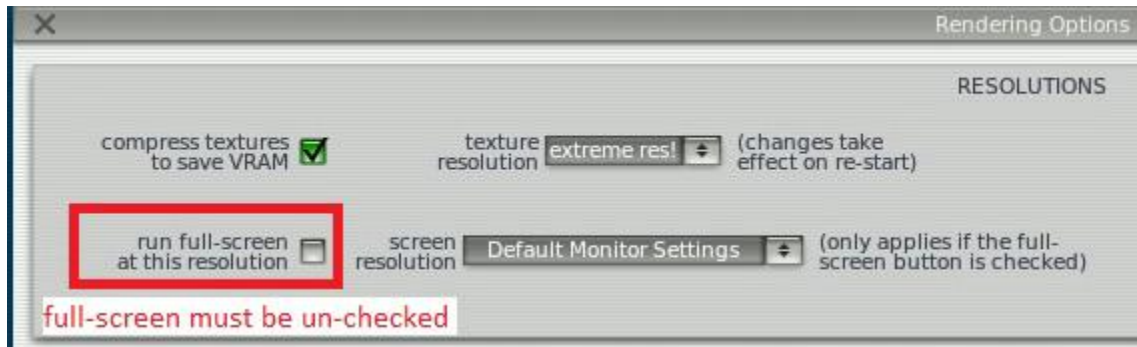 Rendering Options
RESOLUTIONS
compress textures
to save VRAM
texture
resolution
extreme res!
(changes take
effect on re-start)
run full-screen
at this resolution
screen
resolution
Default Monitor Settings
(only applies if the full-
screen button is checked)
full-screen must be un-checked